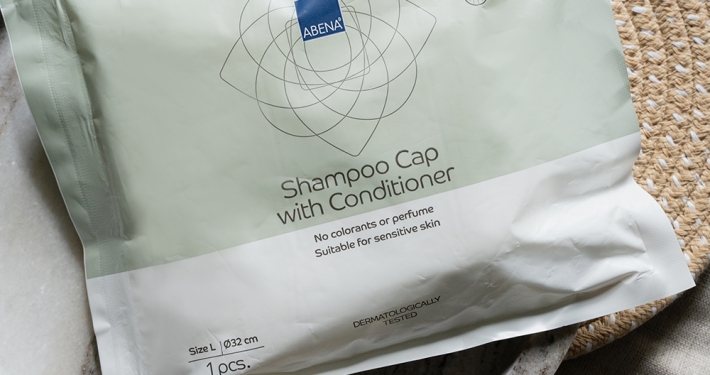 ABENA®
Shampoo Cap
with Conditioner
No colorants or perfume
Suitable for sensitive skin
DERMATOLOGICALLY
TESTED
Size L | Ø32 cm
1 pcs.